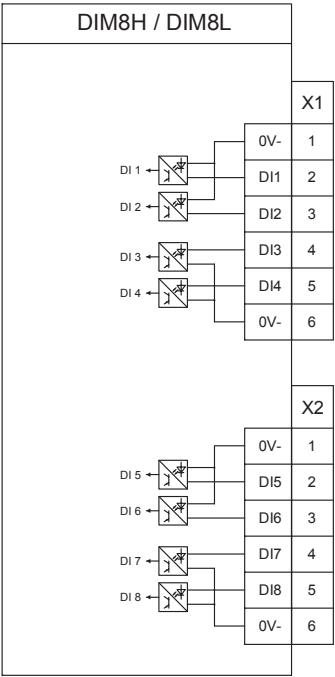 DIM8H / DIM8L
X1
0V- 1
DI 1 DI1 2
DI 2 DI2 3
DI 3 DI3 4
DI 4 DI4 5
0V- 6
X2
0V- 1
DI 5 DI5 2
DI 6 DI6 3
DI 7 DI7 4
DI 8 DI8 5
0V- 6